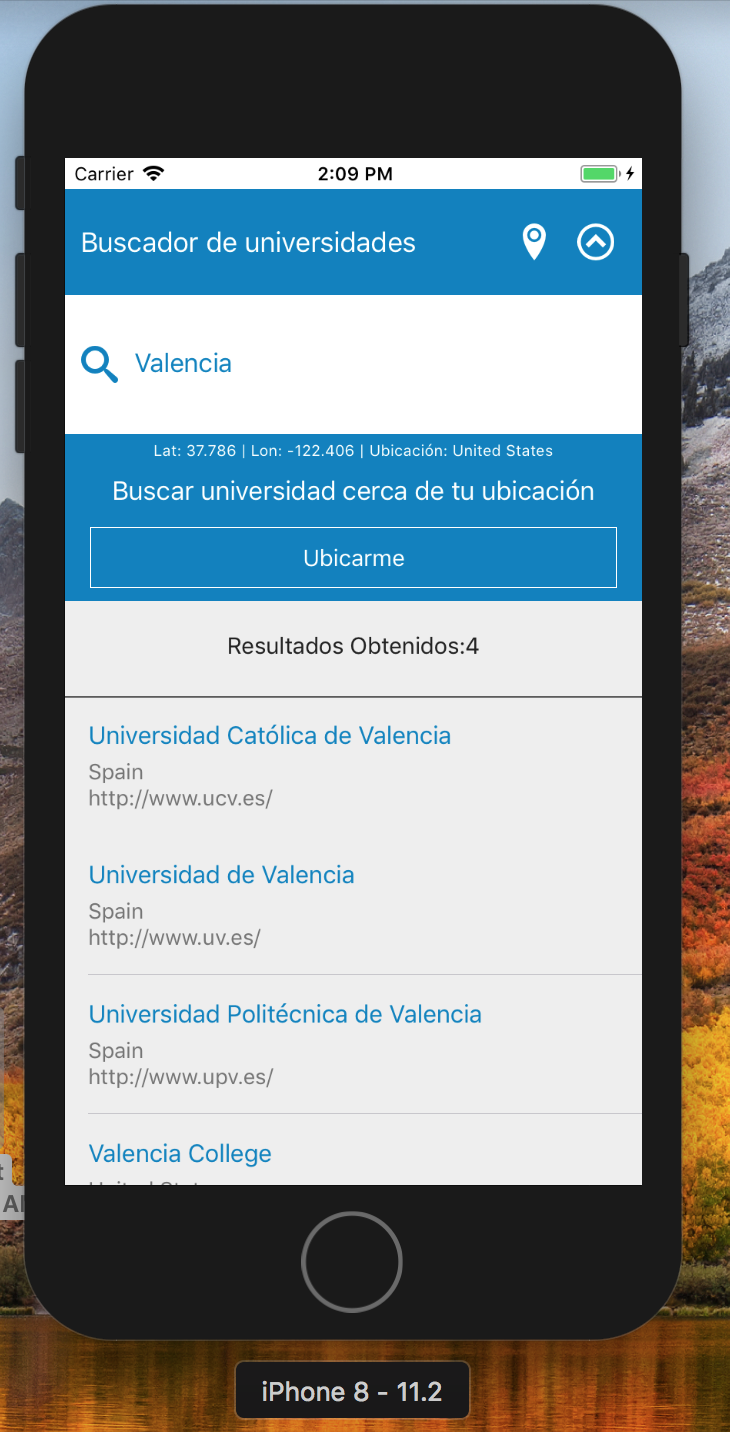 Carrier 2:09 PM
Buscador de universidades
Valencia
Lat: 37.786 | Lon: -122.406 | Ubicación: United States
Buscar universidad cerca de tu ubicación
Ubicarme
Resultados Obtenidos:4
Universidad Católica de Valencia
Spain
http://www.ucv.es/
Universidad de Valencia
Spain
http://www.uv.es/
Universidad Politécnica de Valencia
Spain
http://www.upv.es/
Valencia College
iPhone 8 - 11.2